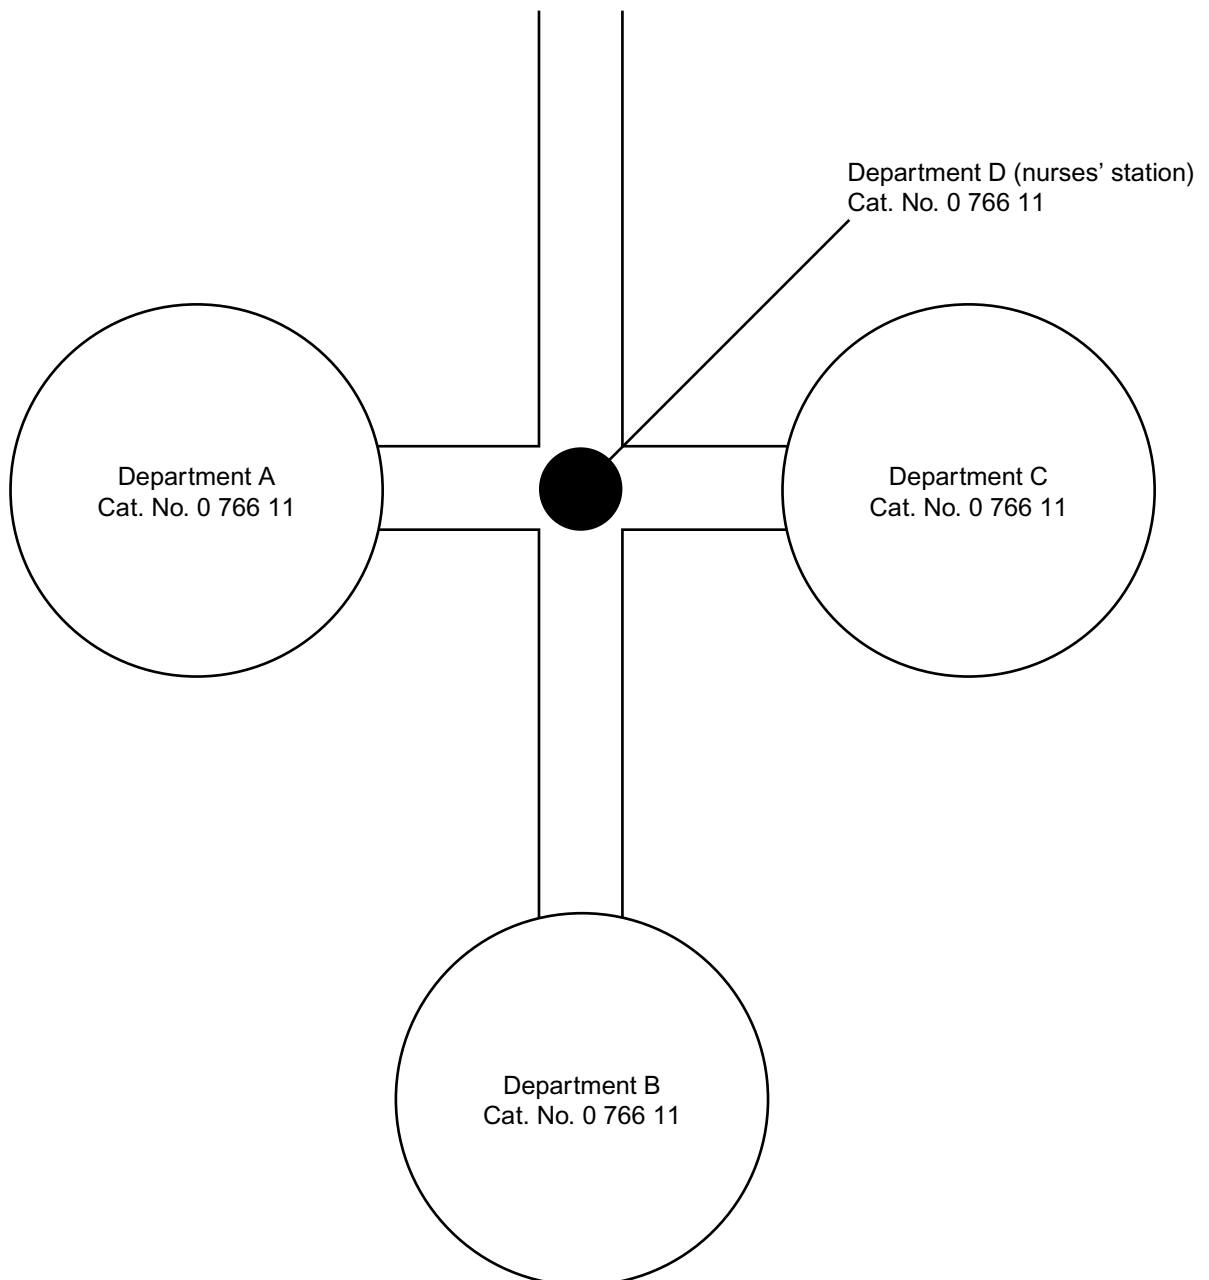 Department D (nurses’ station)
Cat. No. 0 766 11
Department A
Cat. No. 0 766 11
Department C
Cat. No. 0 766 11
Department B
Cat. No. 0 766 11